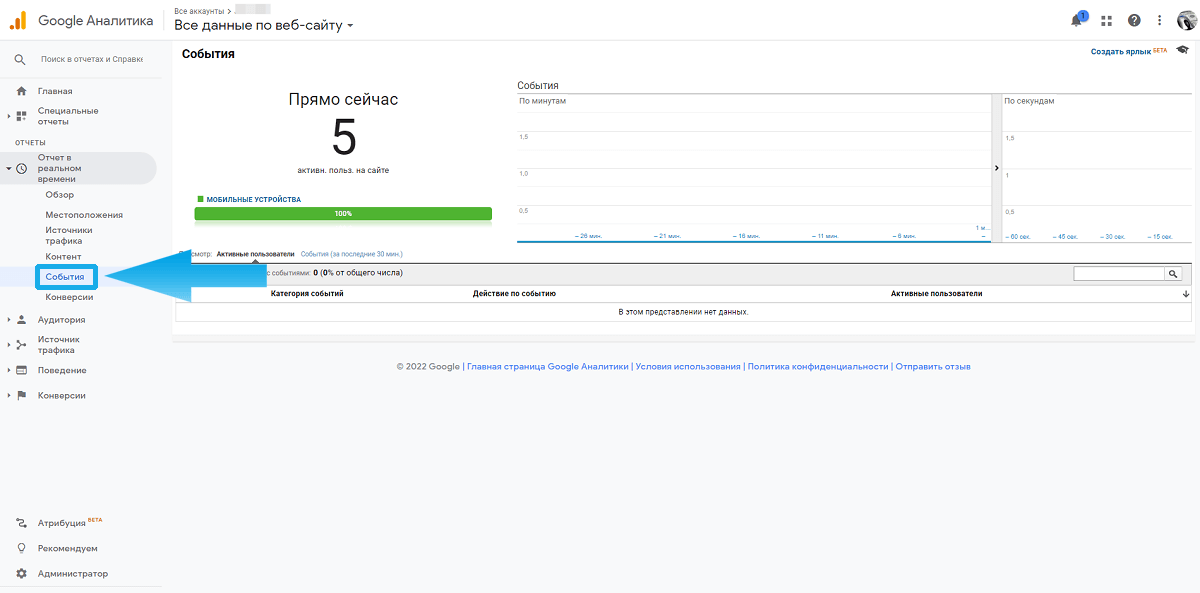 Google Аналитика
Все аккаунты >
Все данные по веб-сайту
1
Поиск в отчетах и Справке
Главная
Специальные
отчеты
ОТЧЕТЫ
Отчет в
реальном
времени
Обзор
Местоположения
Источники
трафика
Контент
События
Конверсии
Аудитория
Источник
трафика
Поведение
Конверсии
Атрибуция БЕТА
Рекомендуем
Администратор
События
Создать ярлык БЕТА
Прямо сейчас
5
активн. польз. на сайте
МОБИЛЬНЫЕ УСТРОЙСТВА
100%
События
По минутам
По секундам
1,5
1,0
0,5
– 26 мин.
– 21 мин.
– 16 мин.
– 11 мин.
– 6 мин.
1 м...
–
1,5
1
0,5
– 60 сек.
– 45 сек.
– 30 сек.
– 15 сек.
Активные пользователи
События (за последние 30 мин.)
с событиями: 0 (0% от общего числа)
Категория событий
Действие по событию
Активные пользователи
В этом представлении нет данных.
© 2022 Google | Главная страница Google Аналитики | Условия использования | Политика конфиденциальности | Отправить отзыв